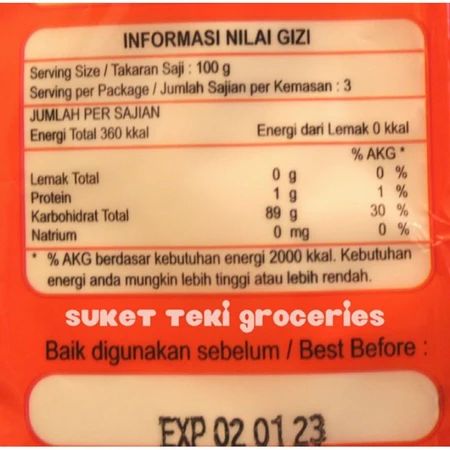 INFORMASI NILAI GIZI
Serving Size / Takaran Saji : 100 g
Serving per Package / Jumlah Sajian per Kemasan : 3
JUMLAH PER SAJIAN
Energi Total 360 kkal Energi dari Lemak 0 kkal
% AKG *
Lemak Total 0 g 0 %
Protein 1 g 1 %
Karbohidrat Total 89 g 30 %
Natrium 0 mg 0 %
* % AKG berdasar kebutuhan energi 2000 kkal. Kebutuhan
energi anda mungkin lebih tinggi atau lebih rendah.
SUKET TEKI groceries
Baik digunakan sebelum / Best Before :
EXP 02 01 23